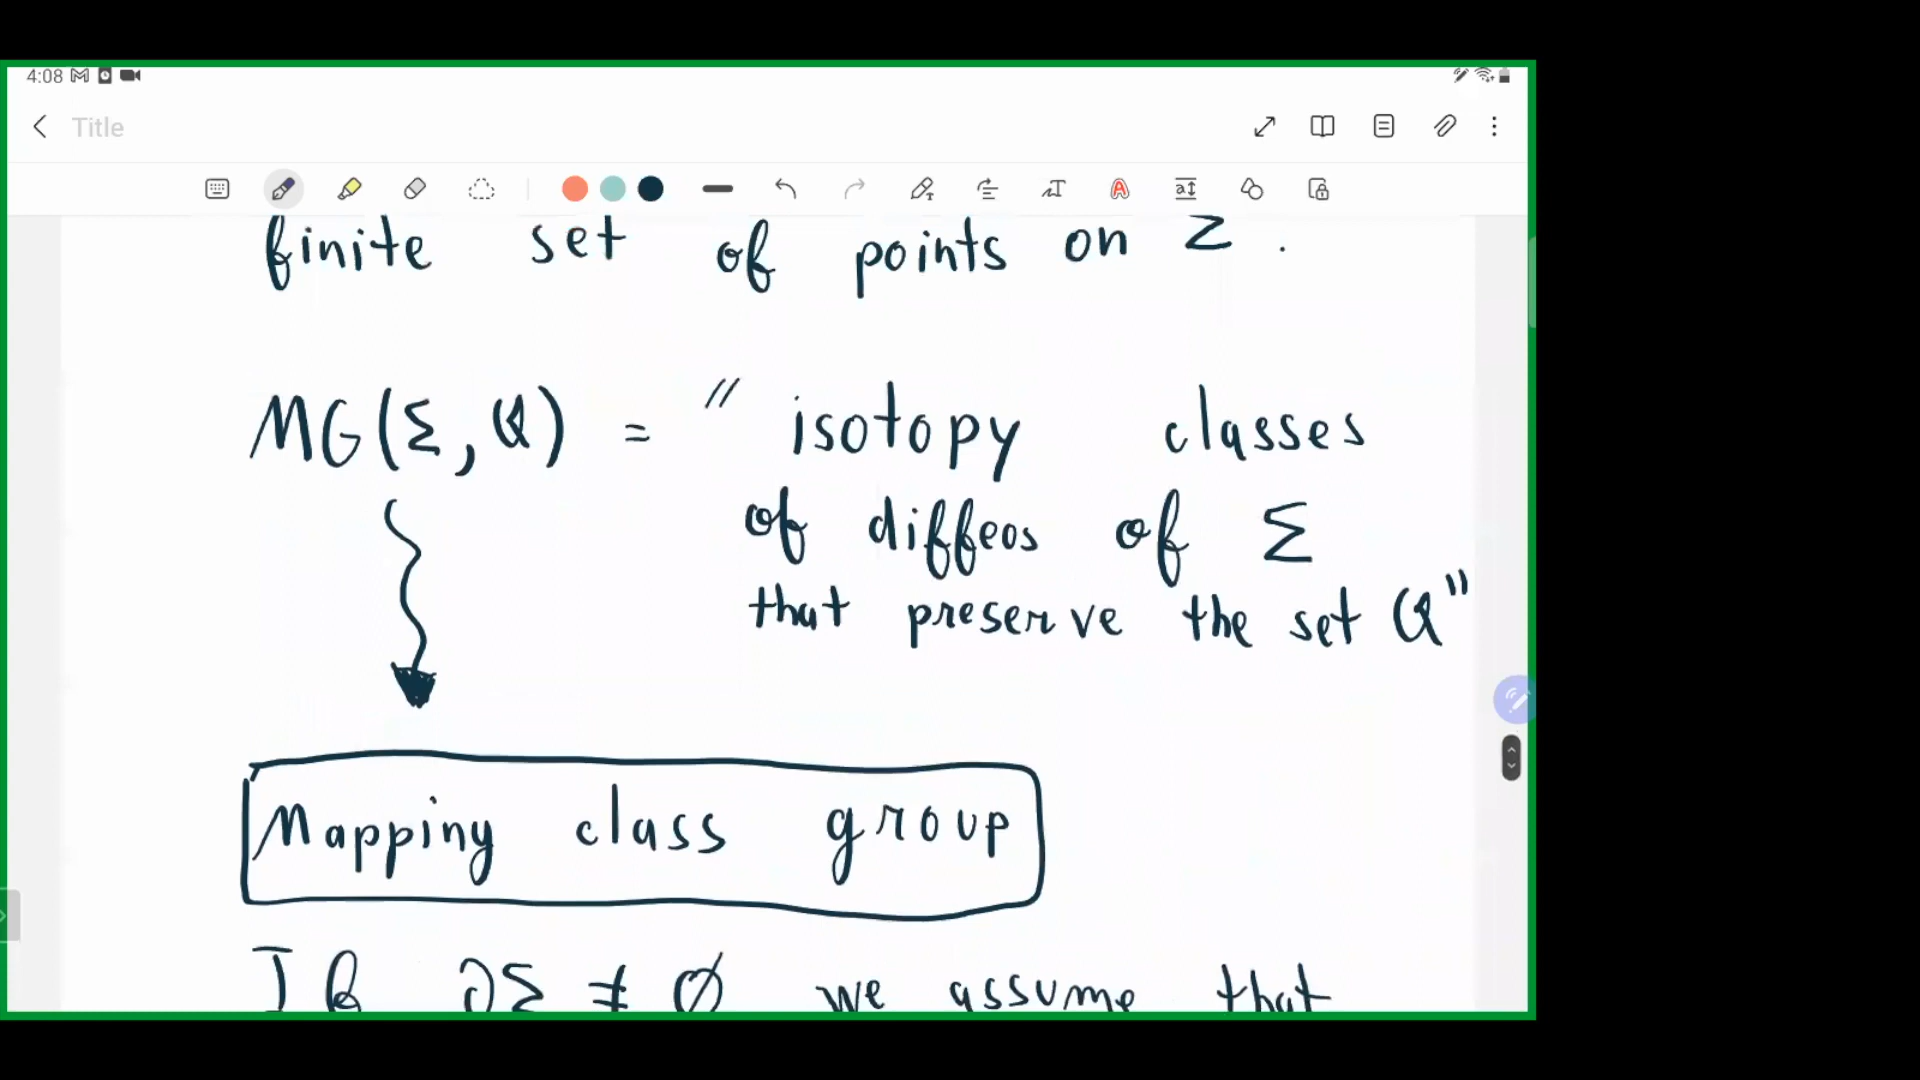 4:08
Title
finite set of points on Σ.
MG(Σ, Q) = "isotopy classes
of diffeos of Σ
that preserve the set Q"
Mapping class group
If ∂Σ ≠ ∅ we assume that